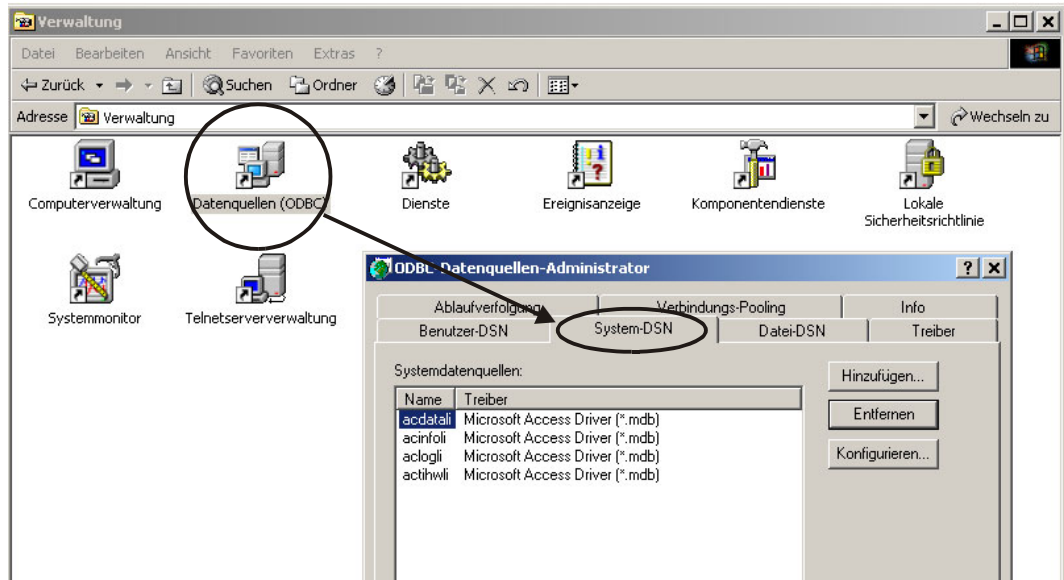 Verwaltung
Datei Bearbeiten Ansicht Favoriten Extras ?
Zurück Suchen Ordner
Adresse Verwaltung Wechseln zu
Computerverwaltung Datenquellen (ODBC) Dienste Ereignisanzeige Komponentendienste Lokale Sicherheitsrichtlinie
Systemmonitor Telnetserververwaltung
ODBC-Datenquellen-Administrator
Ablaufverfolgung Verbindungs-Pooling Info
Benutzer-DSN System-DSN Datei-DSN Treiber
Systemdatenquellen:
Hinzufügen...
Name Treiber
acdatali Microsoft Access Driver (*.mdb)
Entfernen
acinfoli Microsoft Access Driver (*.mdb)
aclogli Microsoft Access Driver (*.mdb)
Konfigurieren...
actihwli Microsoft Access Driver (*.mdb)